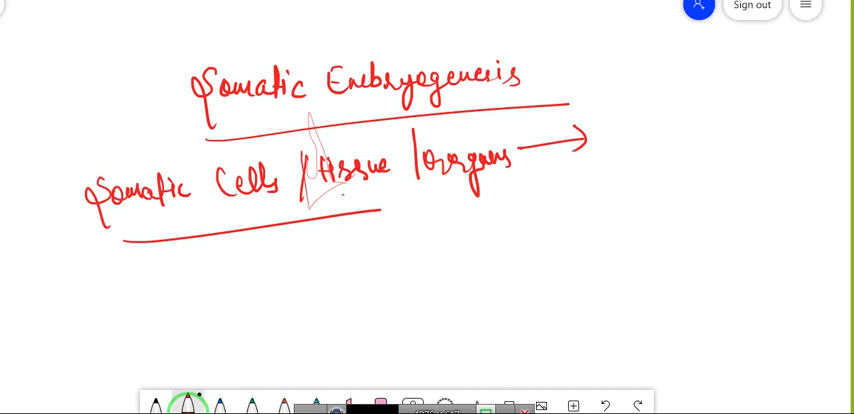 Sign out
Somatic Embryogenesis
Somatic Cells / tissue / organs →